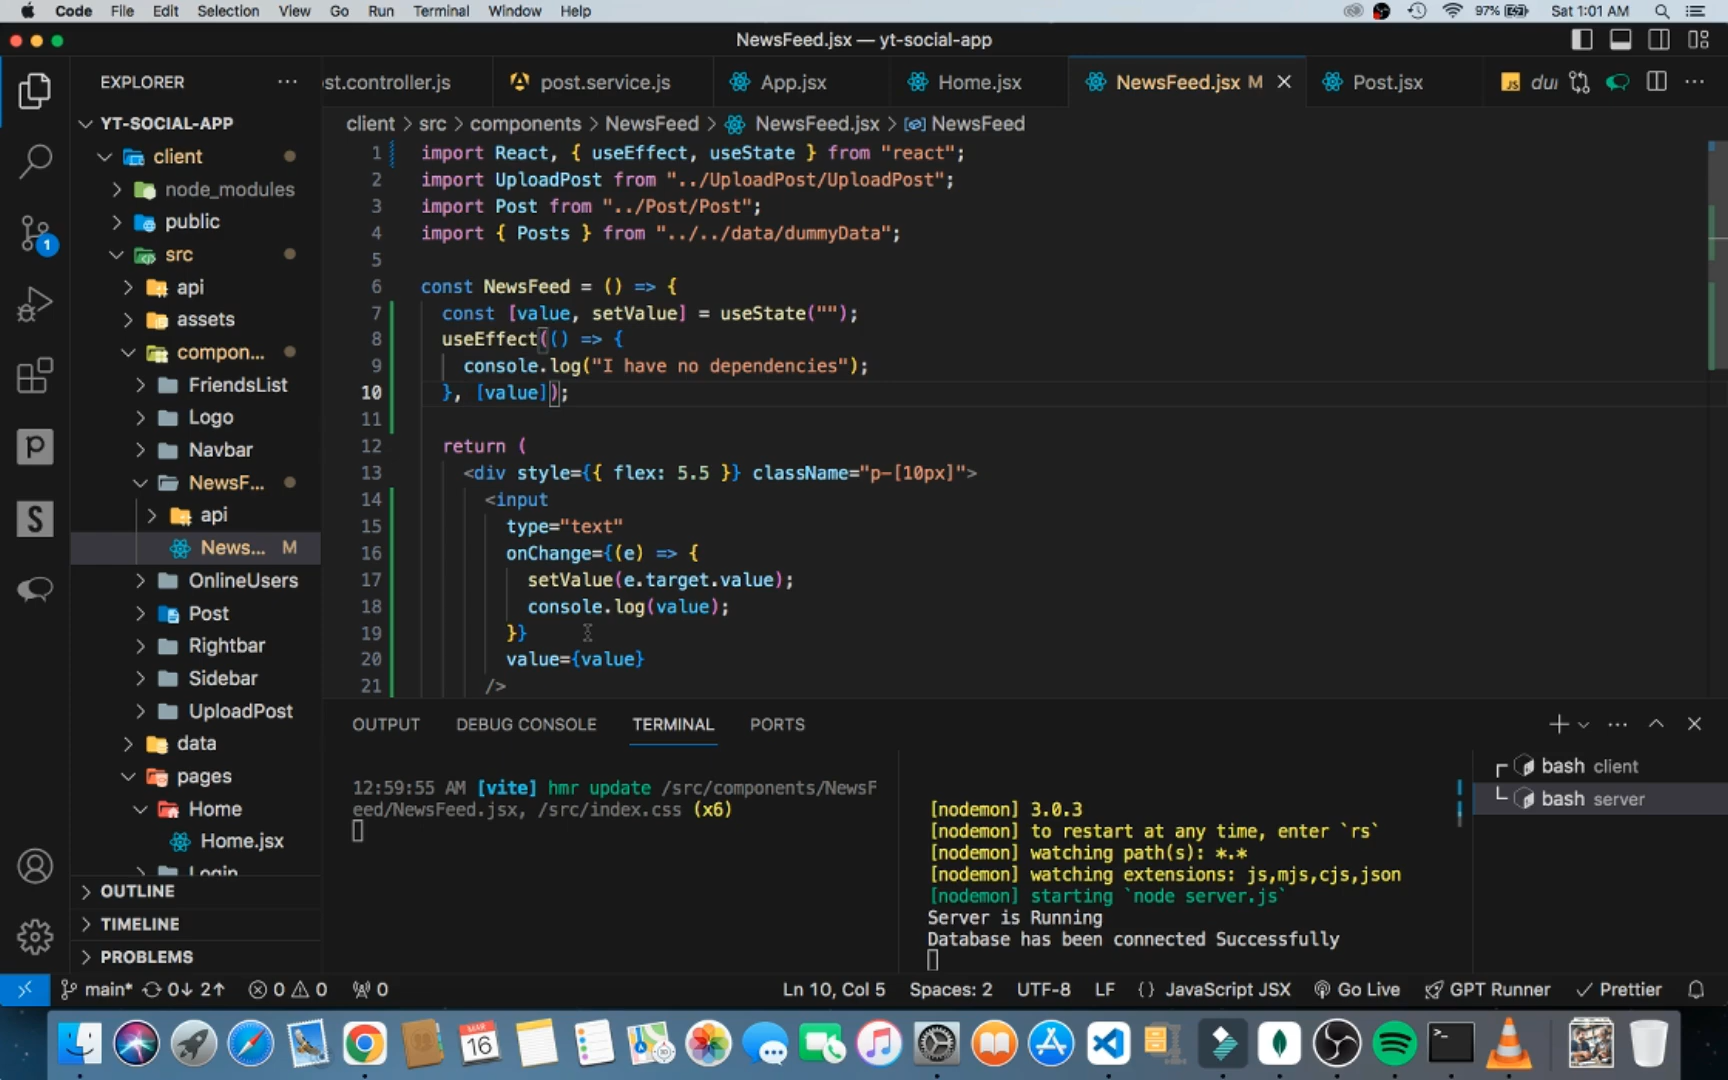 Code File Edit Selection View Go Run Terminal Window Help 97% Sat 1:01 AM
NewsFeed.jsx — yt-social-app
EXPLORER
st.controller.js post.service.js App.jsx Home.jsx NewsFeed.jsx M Post.jsx JS dur
client > src > components > NewsFeed > NewsFeed.jsx > NewsFeed
YT-SOCIAL-APP
client
node_modules
public
src
api
assets
compon...
FriendsList
Logo
Navbar
NewsF...
api
News... M
OnlineUsers
Post
Rightbar
Sidebar
UploadPost
data
pages
Home
Home.jsx
Login
OUTLINE
TIMELINE
PROBLEMS
1
1 import React, { useEffect, useState } from "react";
2 import UploadPost from "../UploadPost/UploadPost";
3 import Post from "../Post/Post";
4 import { Posts } from "../../data/dummyData";
5
6 const NewsFeed = () => {
7 const [value, setValue] = useState("");
8 useEffect(() => {
9 console.log("I have no dependencies");
10 }, [value]);
11
12 return (
13 <div style={{ flex: 5.5 }} className="p-[10px]">
14 <input
15 type="text"
16 onChange={(e) => {
17 setValue(e.target.value);
18 console.log(value);
19 }}
20 value={value}
21 />
OUTPUT DEBUG CONSOLE TERMINAL PORTS
12:59:55 AM [vite] hmr update /src/components/NewsF
eed/NewsFeed.jsx, /src/index.css (x6)
[nodemon] 3.0.3
[nodemon] to restart at any time, enter `rs`
[nodemon] watching path(s): *.*
[nodemon] watching extensions: js,mjs,cjs,json
[nodemon] starting `node server.js`
Server is Running
Database has been connected Successfully
bash client
bash server
main* 0↓ 2↑ 0 0 0 Ln 10, Col 5 Spaces: 2 UTF-8 LF {} JavaScript JSX Go Live GPT Runner Prettier
MAR
16